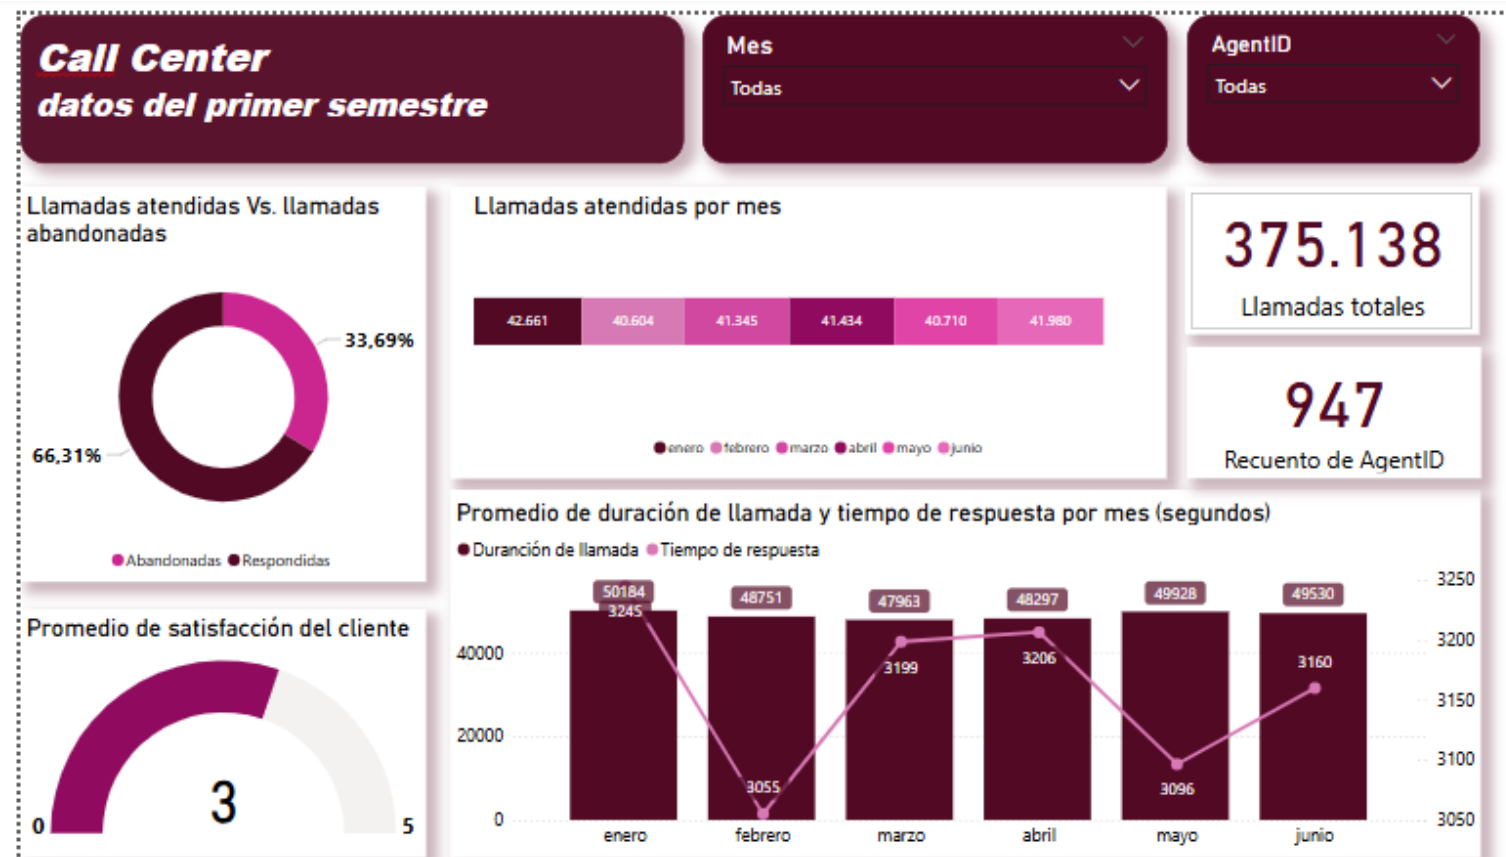 Call Center
datos del primer semestre
Mes
Todas
AgentID
Todas
Llamadas atendidas Vs. llamadas
abandonadas
33,69%
66,31%
Abandonadas Respondidas
Llamadas atendidas por mes
42.661 40.604 41.345 41.434 40.710 41.980
enero febrero marzo abril mayo junio
375.138
Llamadas totales
947
Recuento de AgentID
Promedio de satisfacción del cliente
3
0 5
Promedio de duración de llamada y tiempo de respuesta por mes (segundos)
Duranción de llamada Tiempo de respuesta
50184 48751 47963 48297 49928 49530
3245 3055 3199 3206 3096 3160
40000
20000
0
3250
3200
3150
3100
3050
enero febrero marzo abril mayo junio